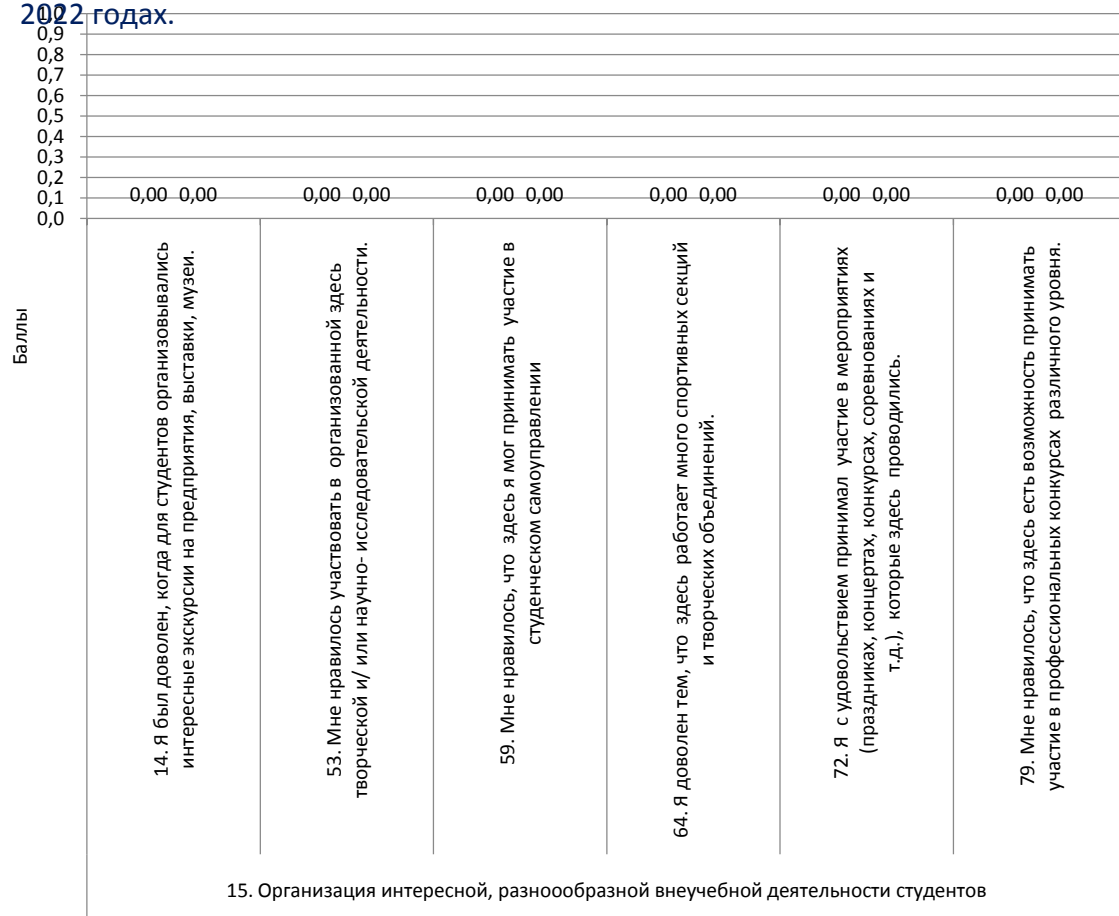 2022 годах.
1,0
0,9
0,8
0,7
0,6
0,5
0,4
0,3
0,2
0,1
0,0
0,00 0,00
0,00 0,00
0,00 0,00
0,00 0,00
0,00 0,00
0,00 0,00
Баллы
14. Я был доволен, когда для студентов организовывались
интересные экскурсии на предприятия, выставки, музеи.
53. Мне нравилось участвовать в организованной здесь
творческой и/ или научно- исследовательской деятельности.
59. Мне нравилось, что здесь я мог принимать участие в
студенческом самоуправлении
64. Я доволен тем, что здесь работает много спортивных секций
и творческих объединений.
72. Я с удовольствием принимал участие в мероприятиях
(праздниках, концертах, конкурсах, соревнованиях и
т.д.), которые здесь проводились.
79. Мне нравилось, что здесь есть возможность принимать
участие в профессиональных конкурсах различного уровня.
15. Организация интересной, разноообразной внеучебной деятельности студентов